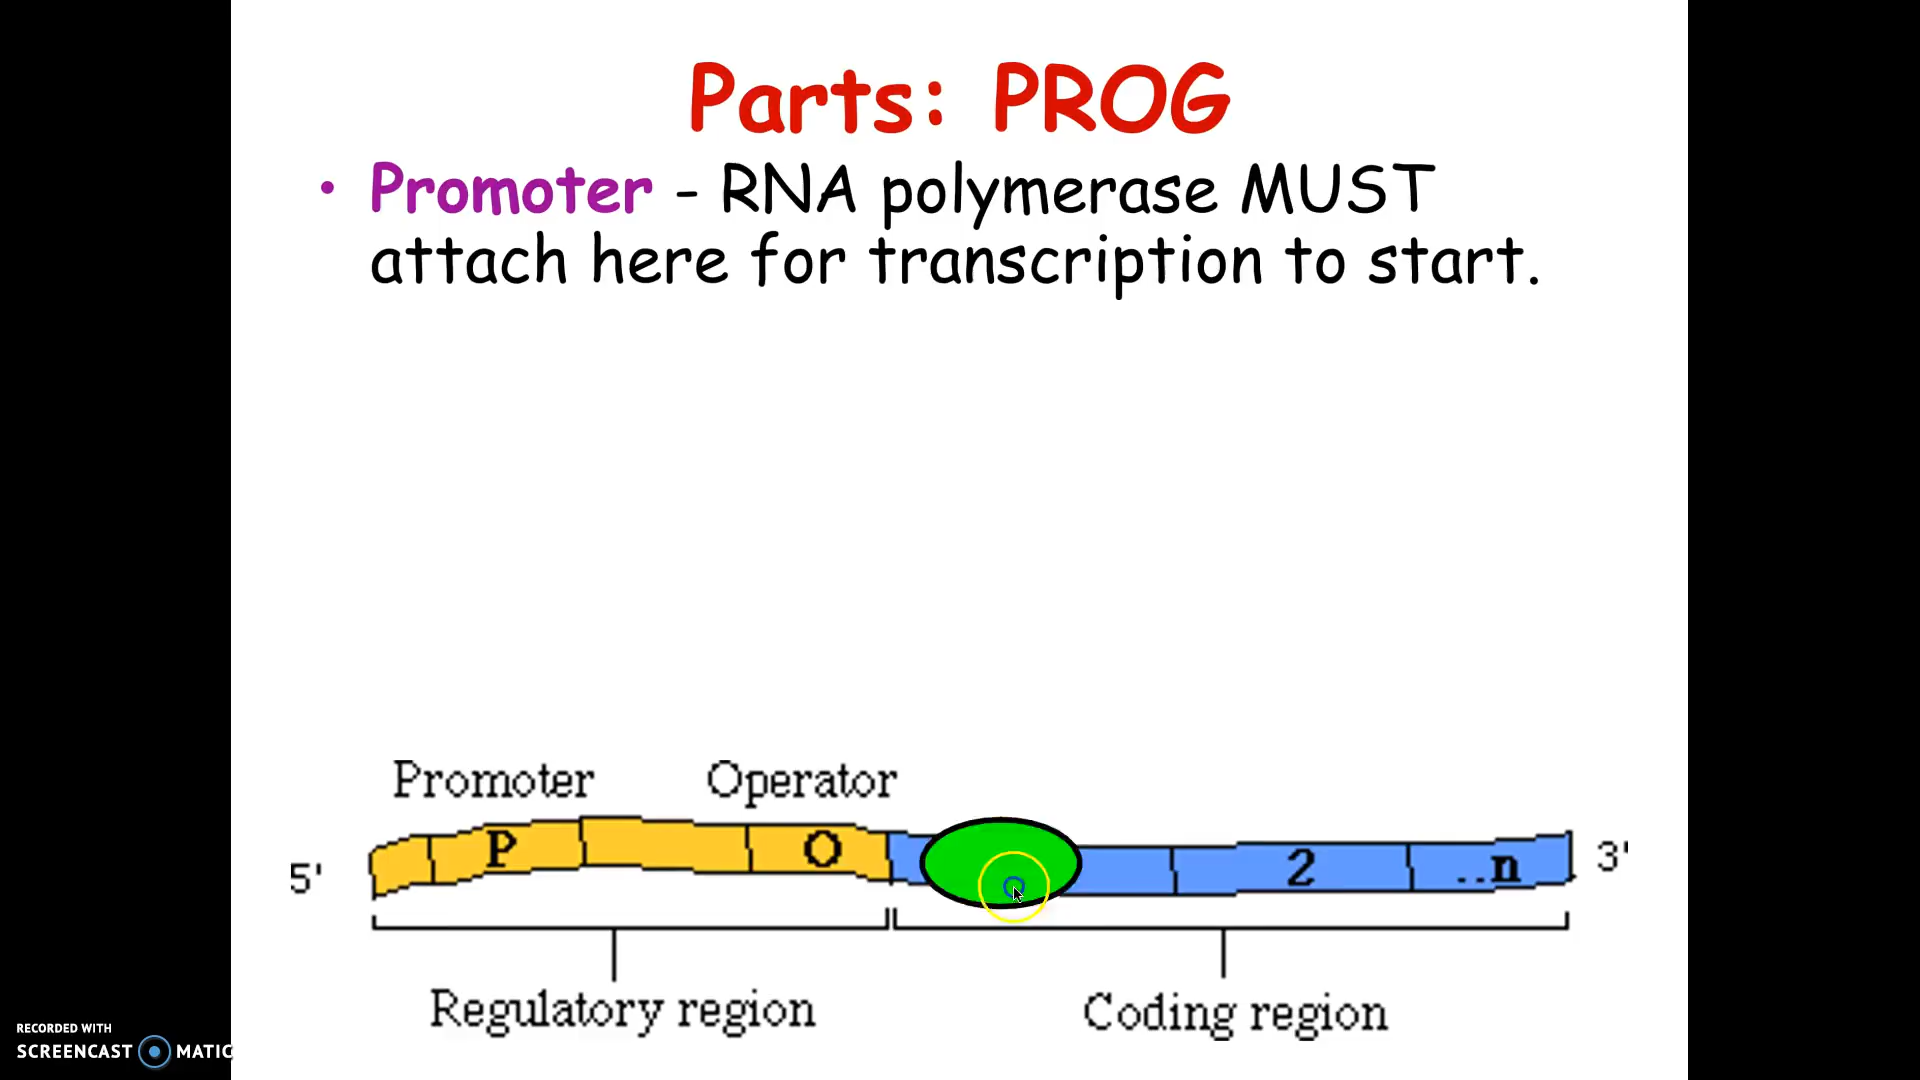 Parts: PROG
• Promoter - RNA polymerase MUST
attach here for transcription to start.
Promoter Operator
5' P O 2 ..n 3'
Regulatory region Coding region
RECORDED WITH
SCREENCAST MATIC